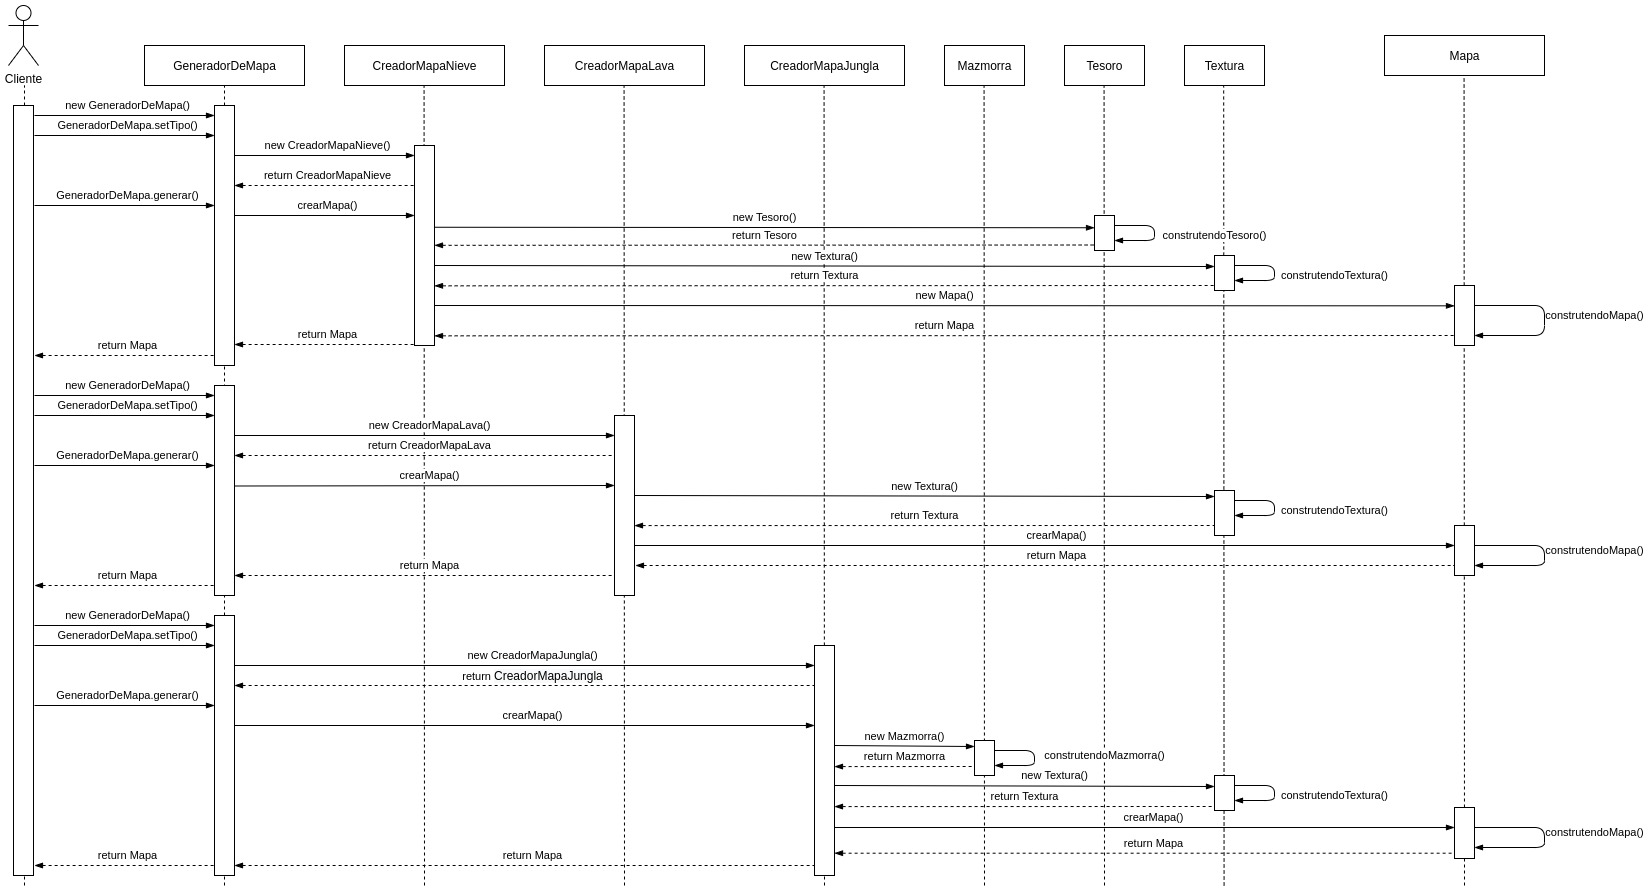 Cliente
GeneradorDeMapa
CreadorMapaNieve
CreadorMapaLava
CreadorMapaJungla
Mazmorra
Tesoro
Textura
Mapa
new GeneradorDeMapa()
GeneradorDeMapa.setTipo()
new CreadorMapaNieve()
return CreadorMapaNieve
GeneradorDeMapa.generar()
crearMapa()
new Tesoro()
return Tesoro
construtendoTesoro()
new Textura()
return Textura
construtendoTextura()
new Mapa()
construtendoMapa()
return Mapa
return Mapa
return Mapa
new GeneradorDeMapa()
GeneradorDeMapa.setTipo()
new CreadorMapaLava()
return CreadorMapaLava
GeneradorDeMapa.generar()
crearMapa()
new Textura()
construtendoTextura()
return Textura
crearMapa()
construtendoMapa()
return Mapa
return Mapa
return Mapa
new GeneradorDeMapa()
GeneradorDeMapa.setTipo()
new CreadorMapaJungla()
return CreadorMapaJungla
GeneradorDeMapa.generar()
crearMapa()
new Mazmorra()
return Mazmorra
construtendoMazmorra()
new Textura()
return Textura
construtendoTextura()
crearMapa()
construtendoMapa()
return Mapa
return Mapa
return Mapa